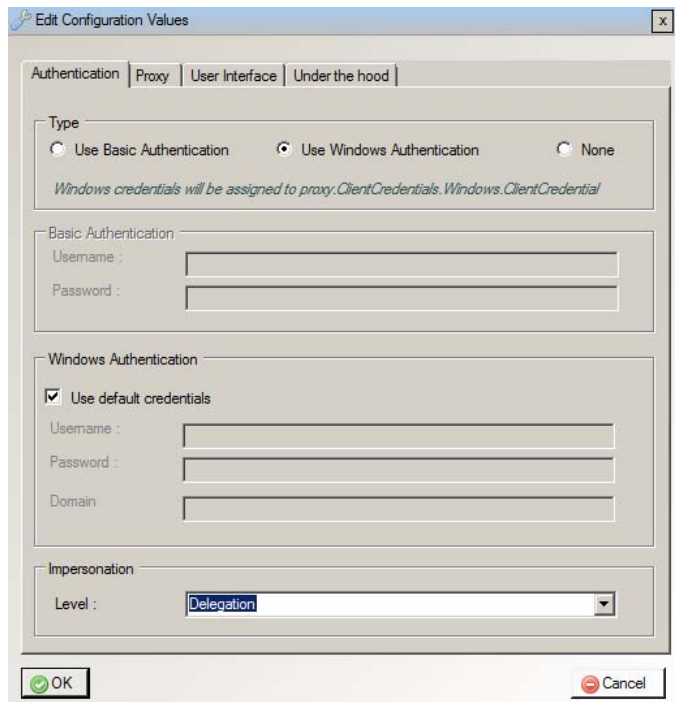 Edit Configuration Values x
Authentication Proxy User Interface Under the hood
Type
Use Basic Authentication Use Windows Authentication None
Windows credentials will be assigned to proxy.ClientCredentials.Windows.ClientCredential
Basic Authentication
Username :
Password :
Windows Authentication
Use default credentials
Username :
Password :
Domain
Impersonation
Level : Delegation
OK Cancel